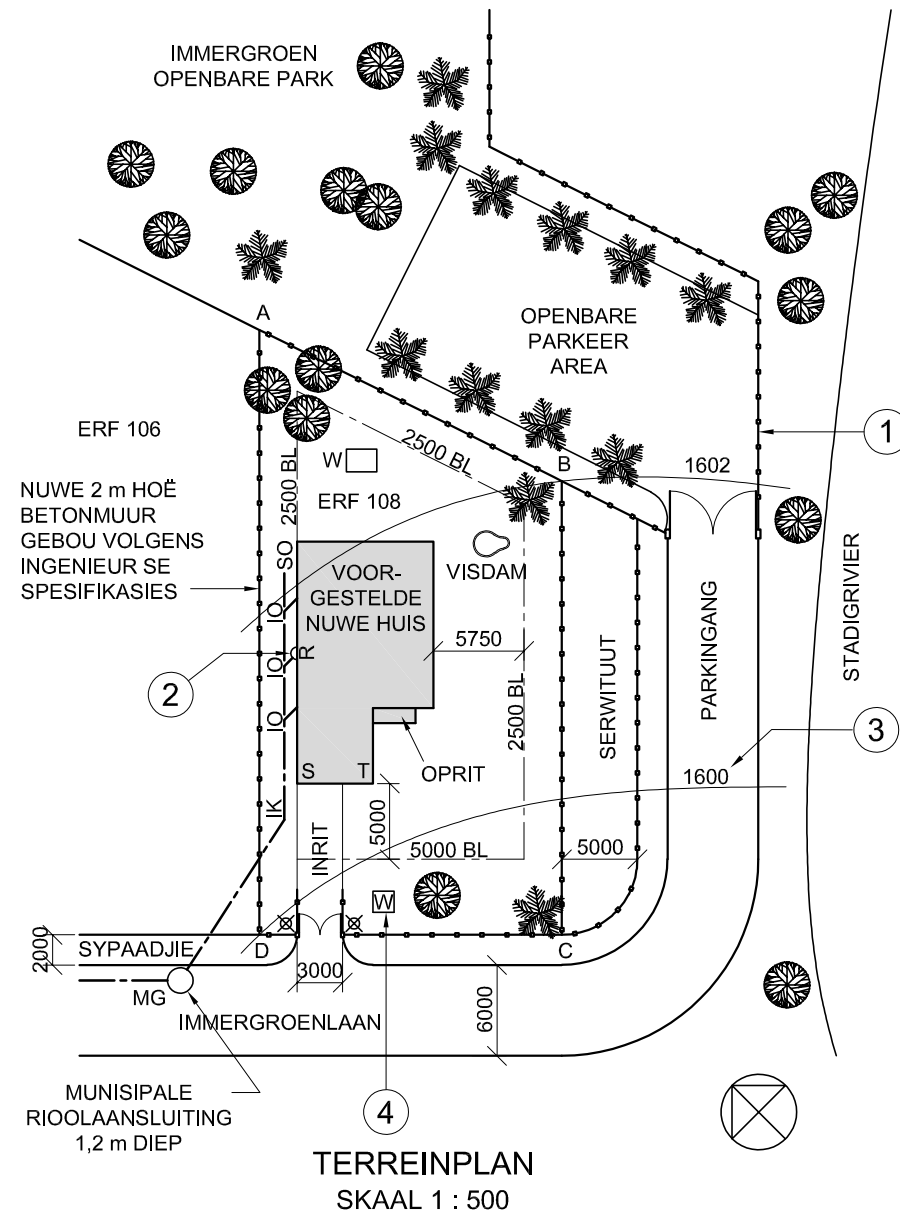 IMMERGROEN
OPENBARE PARK
A
OPENBARE
PARKEER
AREA
ERF 106
1
2500 BL
2500 BL
W
B
1602
ERF 108
NUWE 2 m HOË
BETONMUUR
GEBOU VOLGENS
INGENIEUR SE
SPESIFIKASIES
SO
VOOR-
GESTELDE
NUWE HUIS
VISDAM
IO
R
IO
IO
5750
2500 BL
SERWITUUT
PARKINGANG
STADIGRIVIER
2
3
S
T
OPRIT
1600
IK
INRIT
5000
5000 BL
5000
W
D
C
SYPAADJIE
2000
3000
MG
IMMERGROENLAAN
6000
MUNISIPALE
RIOOLAANSLUITING
1,2 m DIEP
4
TERREINPLAN
SKAAL 1 : 500